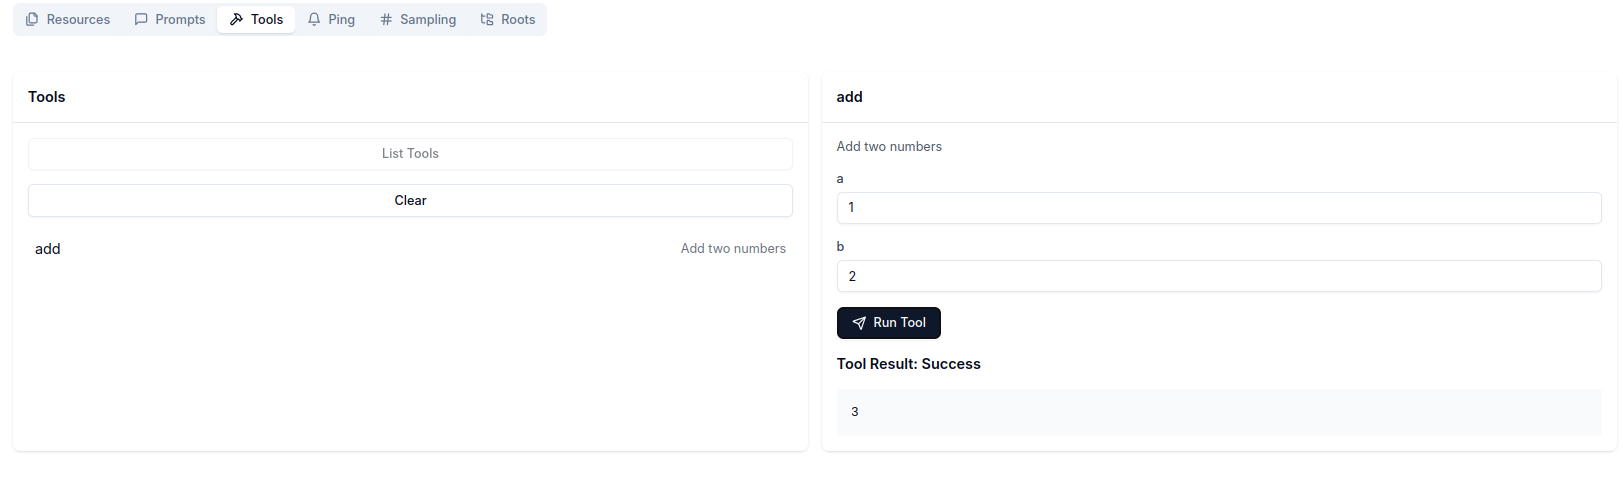 Resources Prompts Tools Ping Sampling Roots
Tools
List Tools
Clear
add Add two numbers
add
Add two numbers
a
1
b
2
Run Tool
Tool Result: Success
3